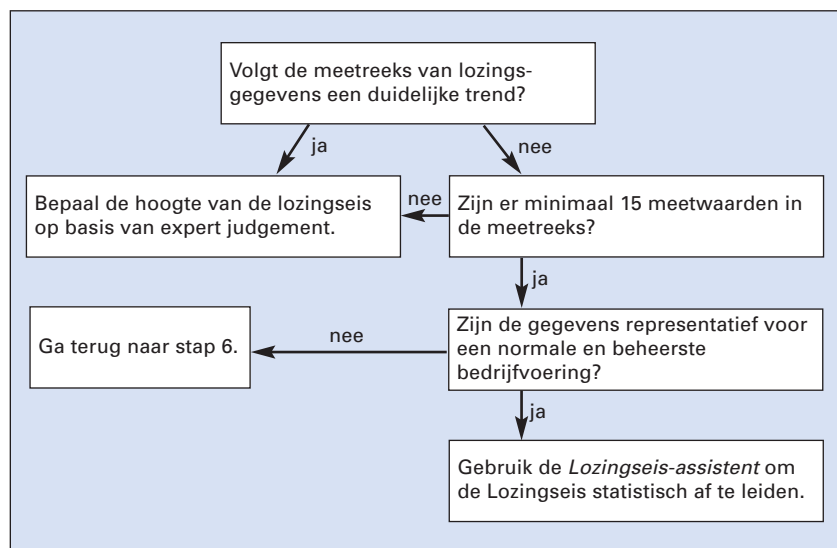 Volgt de meetreeks van lozings-
gegevens een duidelijke trend?
ja
nee
Bepaal de hoogte van de lozingseis
op basis van expert judgement.
nee
Zijn er minimaal 15 meetwaarden in
de meetreeks?
ja
Ga terug naar stap 6.
nee
Zijn de gegevens representatief voor
een normale en beheerste
bedrijfvoering?
ja
Gebruik de Lozingseis-assistent om
de Lozingseis statistisch af te leiden.